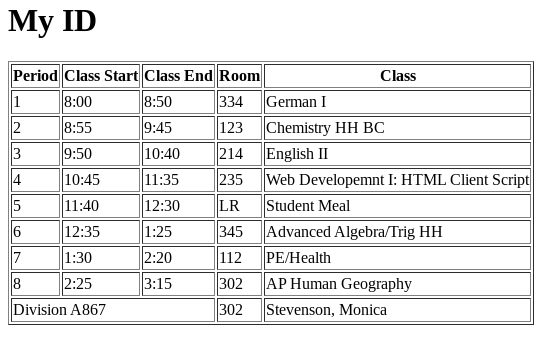 My ID
Period Class Start Class End Room Class
1 8:00 8:50 334 German I
2 8:55 9:45 123 Chemistry HH BC
3 9:50 10:40 214 English II
4 10:45 11:35 235 Web Developemnt I: HTML Client Script
5 11:40 12:30 LR Student Meal
6 12:35 1:25 345 Advanced Algebra/Trig HH
7 1:30 2:20 112 PE/Health
8 2:25 3:15 302 AP Human Geography
Division A867 302 Stevenson, Monica